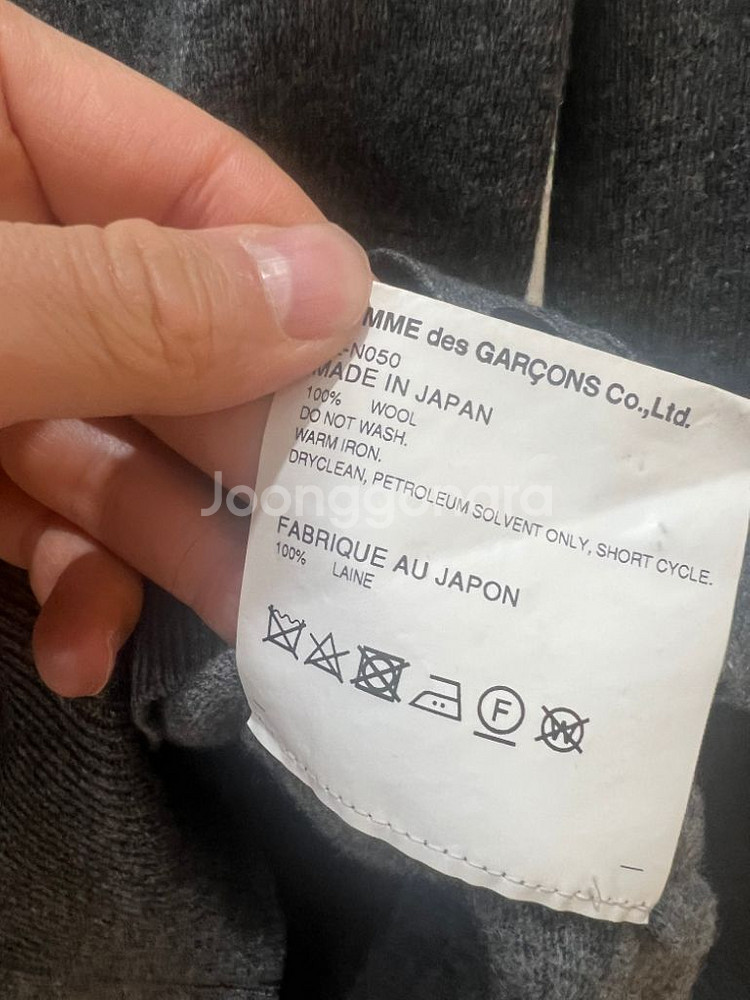 des GARÇONS Co.,Ltd.
-N050
MADE IN JAPAN
100% WOOL
DO NOT WASH.
WARM IRON.
DRYCLEAN, PETROLEUM SOLVENT ONLY, SHORT CYCLE.
Joonggonara
FABRIQUE AU JAPON
100% LAINE
F
W